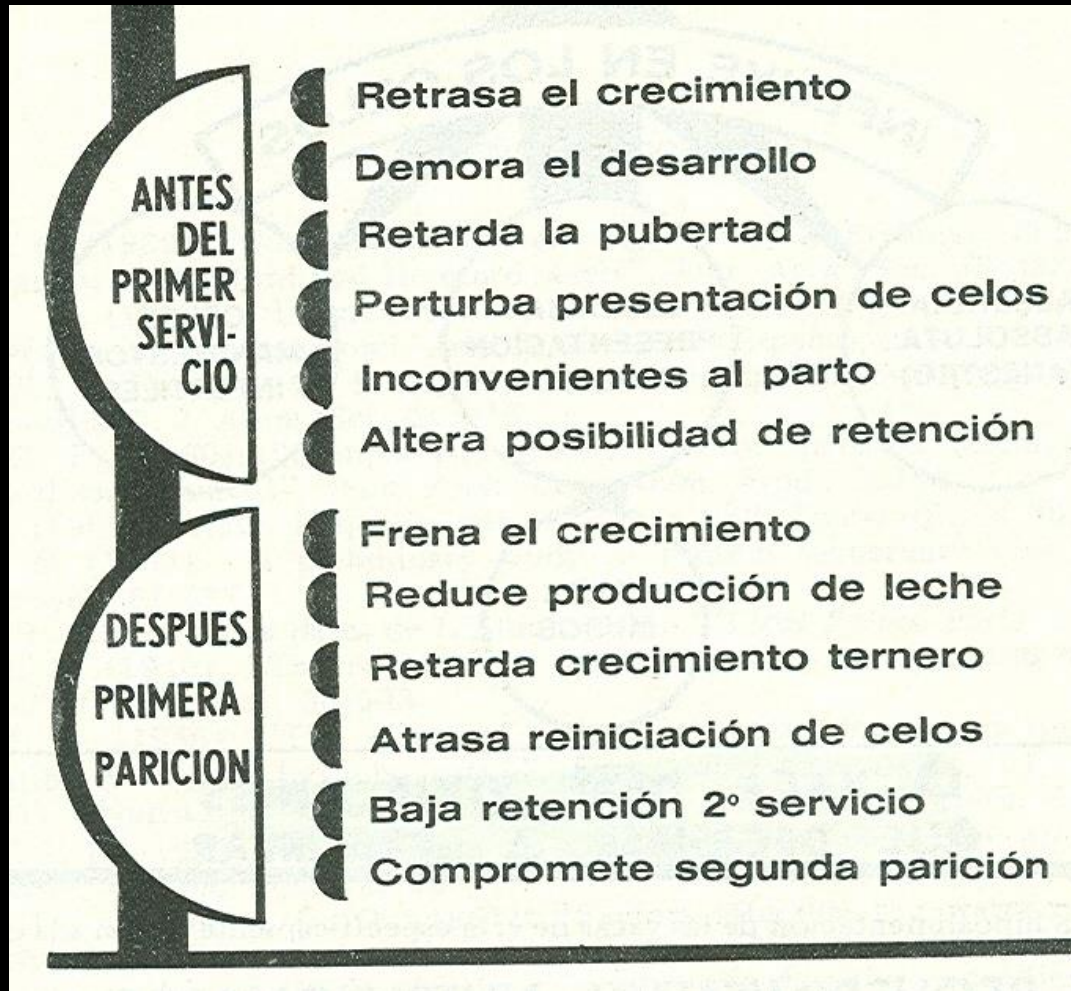 ANTES
DEL
PRIMER
SERVI-
CIO
Retrasa el crecimiento
Demora el desarrollo
Retarda la pubertad
Perturba presentación de celos
Inconvenientes al parto
Altera posibilidad de retención
DESPUES
PRIMERA
PARICION
Frena el crecimiento
Reduce producción de leche
Retarda crecimiento ternero
Atrasa reiniciación de celos
Baja retención 2º servicio
Compromete segunda parición